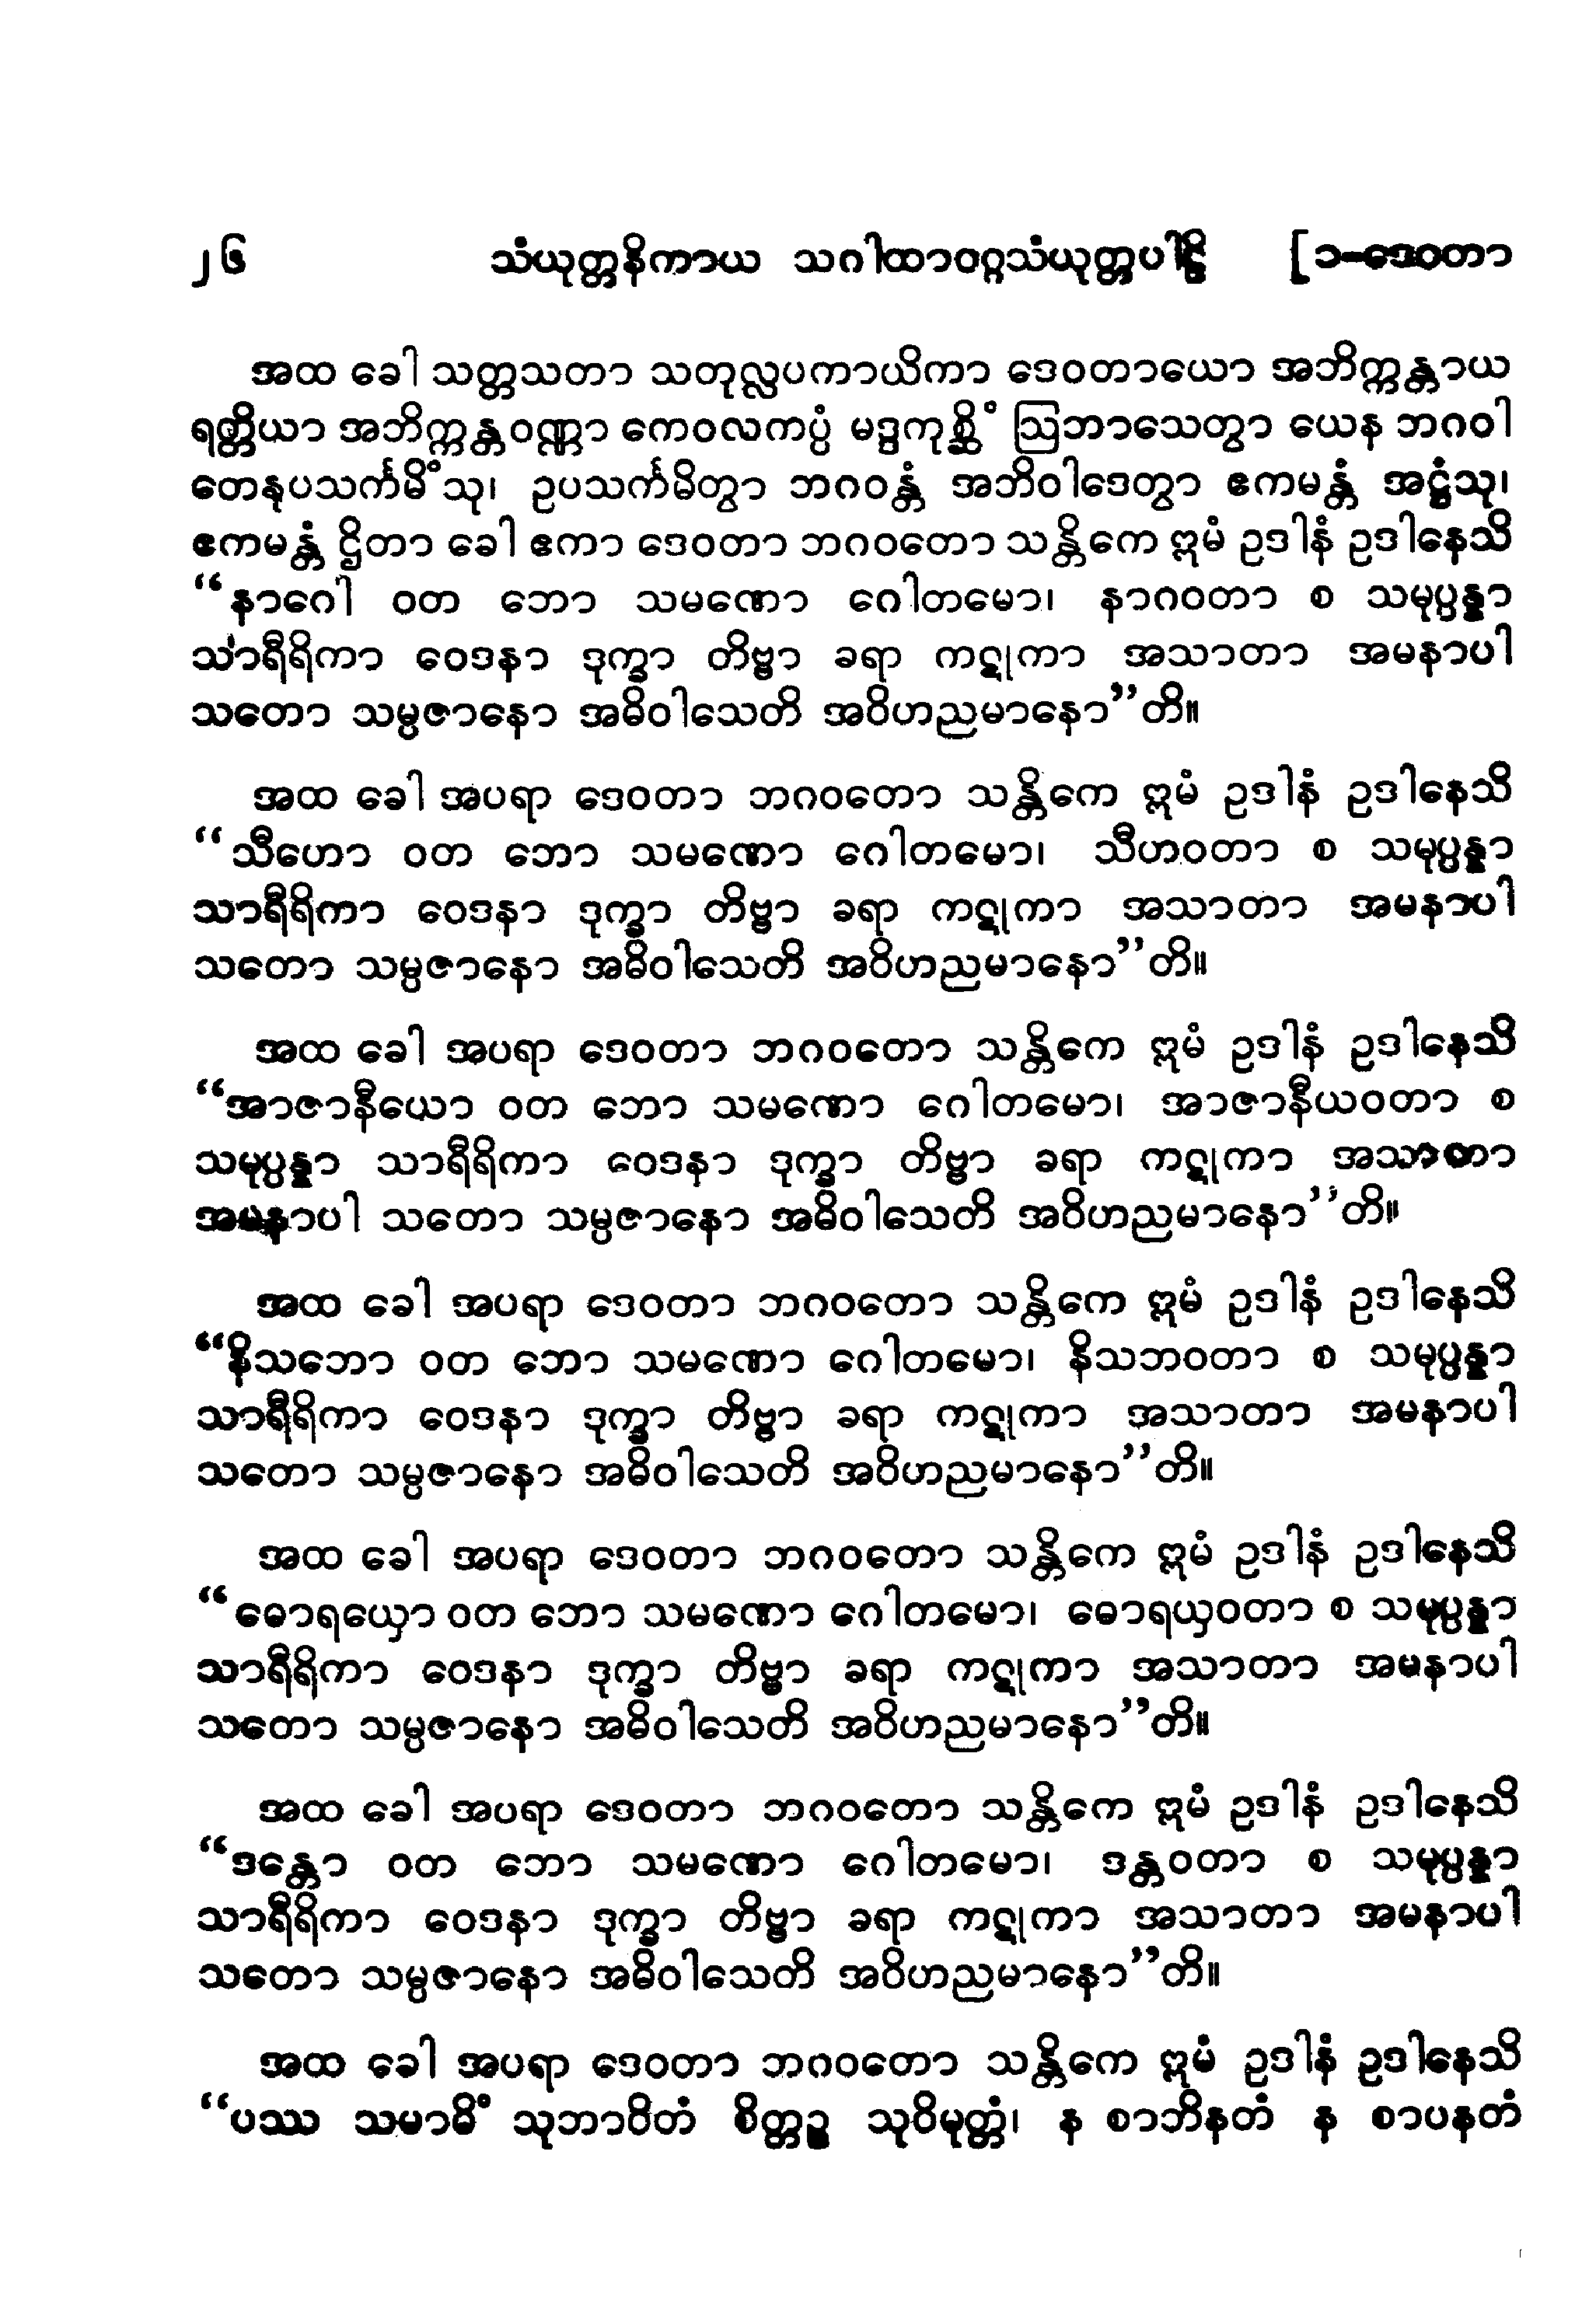 ၂၆ သံယုတ္တနိကာယ သဂါထာဝဂ္ဂသံယုတ္တပါဠိ [၁-ဒေဝတာ
အထ ခေါ သတ္တသတာ သတုလ္လပကာယိကာ ဒေဝတာယော အဘိက္ကန္တာယ
ရတ္တိယာ အဘိက္ကန္တဝဏ္ဏာ ကေဝလကပ္ပံ မဒ္ဒကုစ္ဆိံ ဩဘာသေတွာ ယေန ဘဂဝါ
တေနုပသင်္ကမိံသု၊ ဥပသင်္ကမိတွာ ဘဂဝန္တံ အဘိဝါဒေတွာ ဧကမန္တံ အဋ္ဌံသု၊
ဧကမန္တံ ဌိတာ ခေါ ဧကာ ဒေဝတာ ဘဂဝတော သန္တိကေ ဣမံ ဥဒါနံ ဥဒါနေသိ
“နာဂေါ ဝတ ဘော သမဏော ဂေါတမော၊ နာဂဝတာ စ သမုပ္ပန္နာ
သာရီရိကာ ဝေဒနာ ဒုက္ခာ တိဗ္ဗာ ခရာ ကဋုကာ အသာတာ အမနာပါ
သတော သမ္ပဇာနော အဓိဝါသေတိ အဝိဟညမာနော”တိ။
အထ ခေါ အပရာ ဒေဝတာ ဘဂဝတော သန္တိကေ ဣမံ ဥဒါနံ ဥဒါနေသိ
“သီဟော ဝတ ဘော သမဏော ဂေါတမော၊ သီဟဝတာ စ သမုပ္ပန္နာ
သာရီရိကာ ဝေဒနာ ဒုက္ခာ တိဗ္ဗာ ခရာ ကဋုကာ အသာတာ အမနာပါ
သတော သမ္ပဇာနော အဓိဝါသေတိ အဝိဟညမာနော”တိ။
အထ ခေါ အပရာ ဒေဝတာ ဘဂဝတော သန္တိကေ ဣမံ ဥဒါနံ ဥဒါနေသိ
“အာဇာနီယော ဝတ ဘော သမဏော ဂေါတမော၊ အာဇာနီယဝတာ စ
သမုပ္ပန္နာ သာရီရိကာ ဝေဒနာ ဒုက္ခာ တိဗ္ဗာ ခရာ ကဋုကာ အသာတာ
အမနာပါ သတော သမ္ပဇာနော အဓိဝါသေတိ အဝိဟညမာနော”တိ။
အထ ခေါ အပရာ ဒေဝတာ ဘဂဝတော သန္တိကေ ဣမံ ဥဒါနံ ဥဒါနေသိ
“နိသဘော ဝတ ဘော သမဏော ဂေါတမော၊ နိသဘဝတာ စ သမုပ္ပန္နာ
သာရီရိကာ ဝေဒနာ ဒုက္ခာ တိဗ္ဗာ ခရာ ကဋုကာ အသာတာ အမနာပါ
သတော သမ္ပဇာနော အဓိဝါသေတိ အဝိဟညမာနော”တိ။
အထ ခေါ အပရာ ဒေဝတာ ဘဂဝတော သန္တိကေ ဣမံ ဥဒါနံ ဥဒါနေသိ
“ဓောရယှော ဝတ ဘော သမဏော ဂေါတမော၊ ဓောရယှဝတာ စ သမုပ္ပန္နာ
သာရီရိကာ ဝေဒနာ ဒုက္ခာ တိဗ္ဗာ ခရာ ကဋုကာ အသာတာ အမနာပါ
သတော သမ္ပဇာနော အဓိဝါသေတိ အဝိဟညမာနော”တိ။
အထ ခေါ အပရာ ဒေဝတာ ဘဂဝတော သန္တိကေ ဣမံ ဥဒါနံ ဥဒါနေသိ
“ဒန္တော ဝတ ဘော သမဏော ဂေါတမော၊ ဒန္တဝတာ စ သမုပ္ပန္နာ
သာရီရိကာ ဝေဒနာ ဒုက္ခာ တိဗ္ဗာ ခရာ ကဋုကာ အသာတာ အမနာပါ
သတော သမ္ပဇာနော အဓိဝါသေတိ အဝိဟညမာနော”တိ။
အထ ခေါ အပရာ ဒေဝတာ ဘဂဝတော သန္တိကေ ဣမံ ဥဒါနံ ဥဒါနေသိ
“ပဿ သမာဓိံ သုဘာဝိတံ စိတ္တဉ္စ သုဝိမုတ္တံ၊ န စာဘိနတံ န စာပနတံ